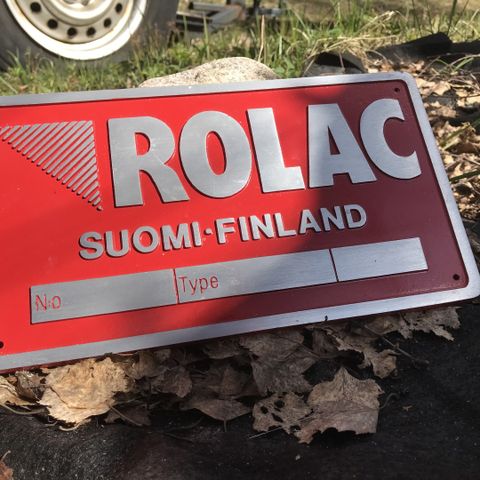 ROLAC
SUOMI·FINLAND
No Type